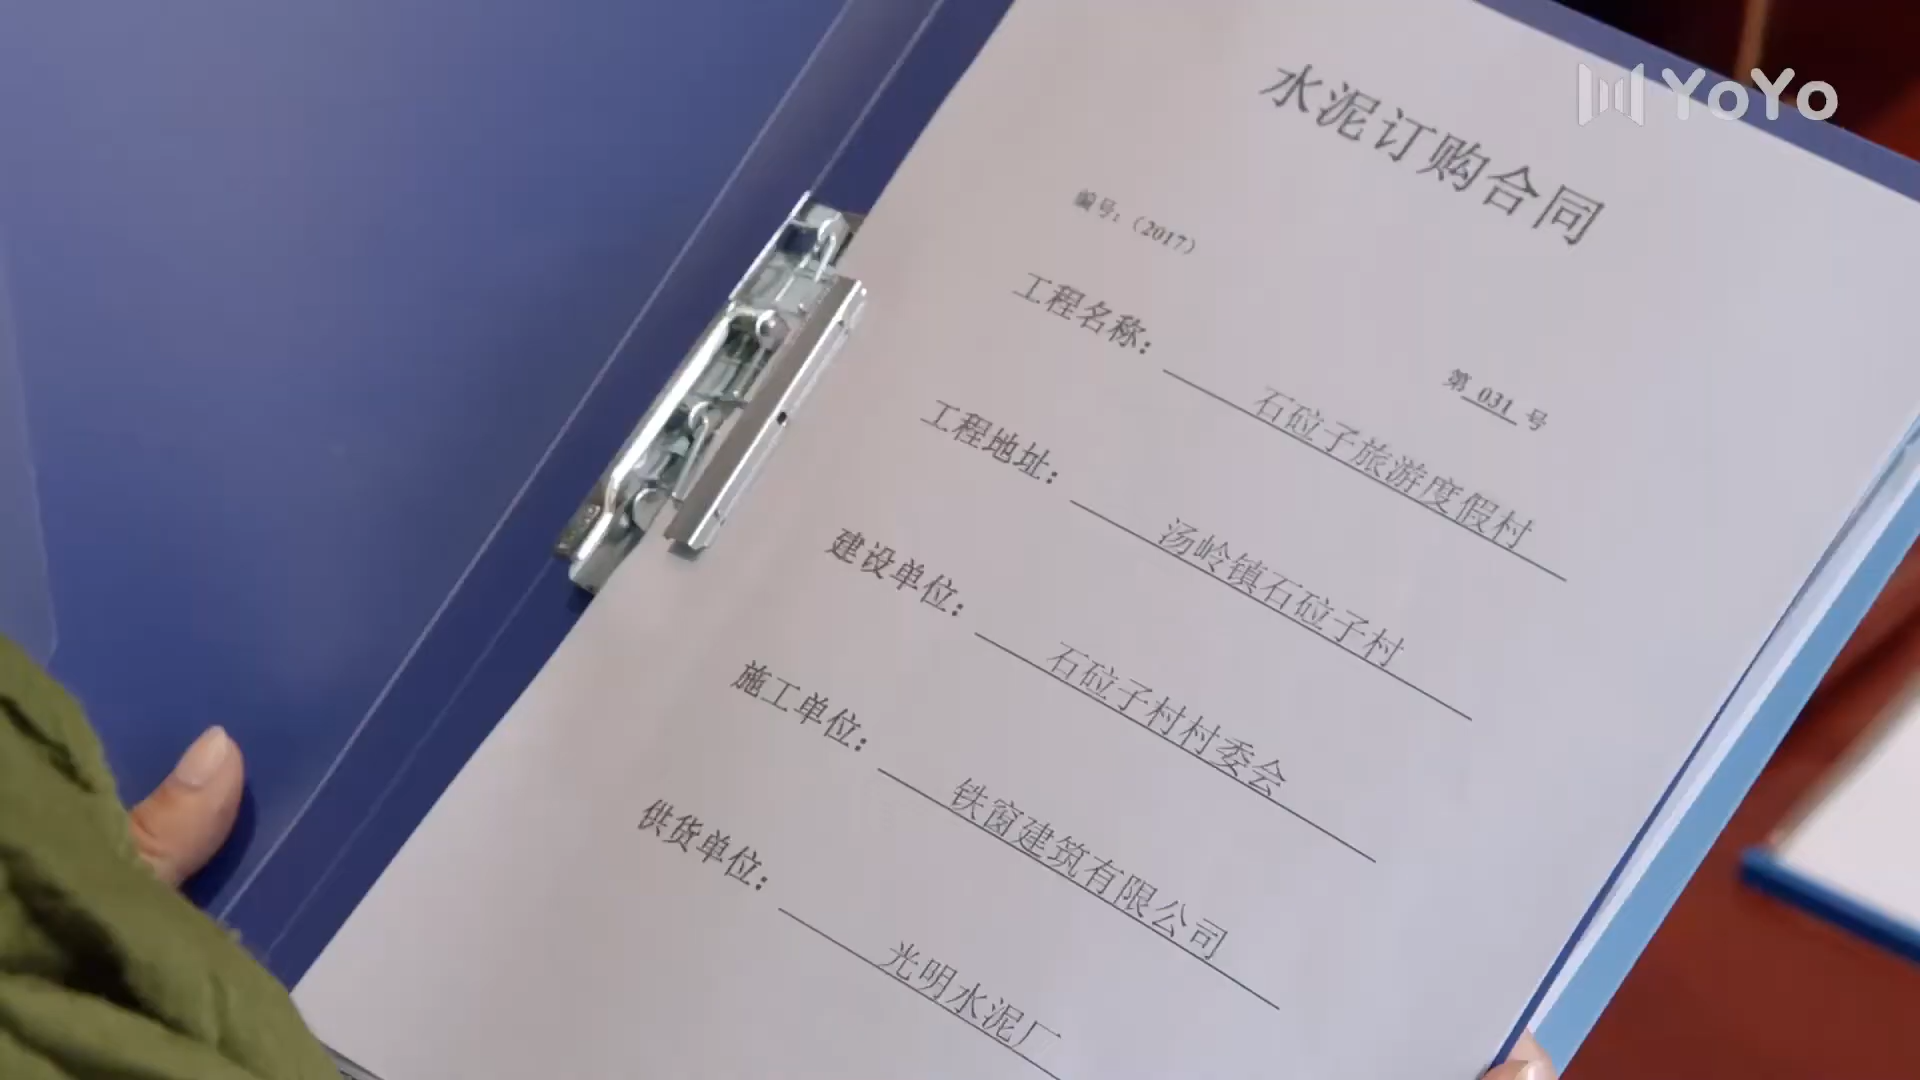 YoYo
水泥订购合同
编号：（2017）
第 031 号
工程名称： 石砬子旅游度假村
工程地址： 汤岭镇石砬子村
建设单位： 石砬子村村委会
施工单位： 铁窗建筑有限公司
供货单位： 光明水泥厂